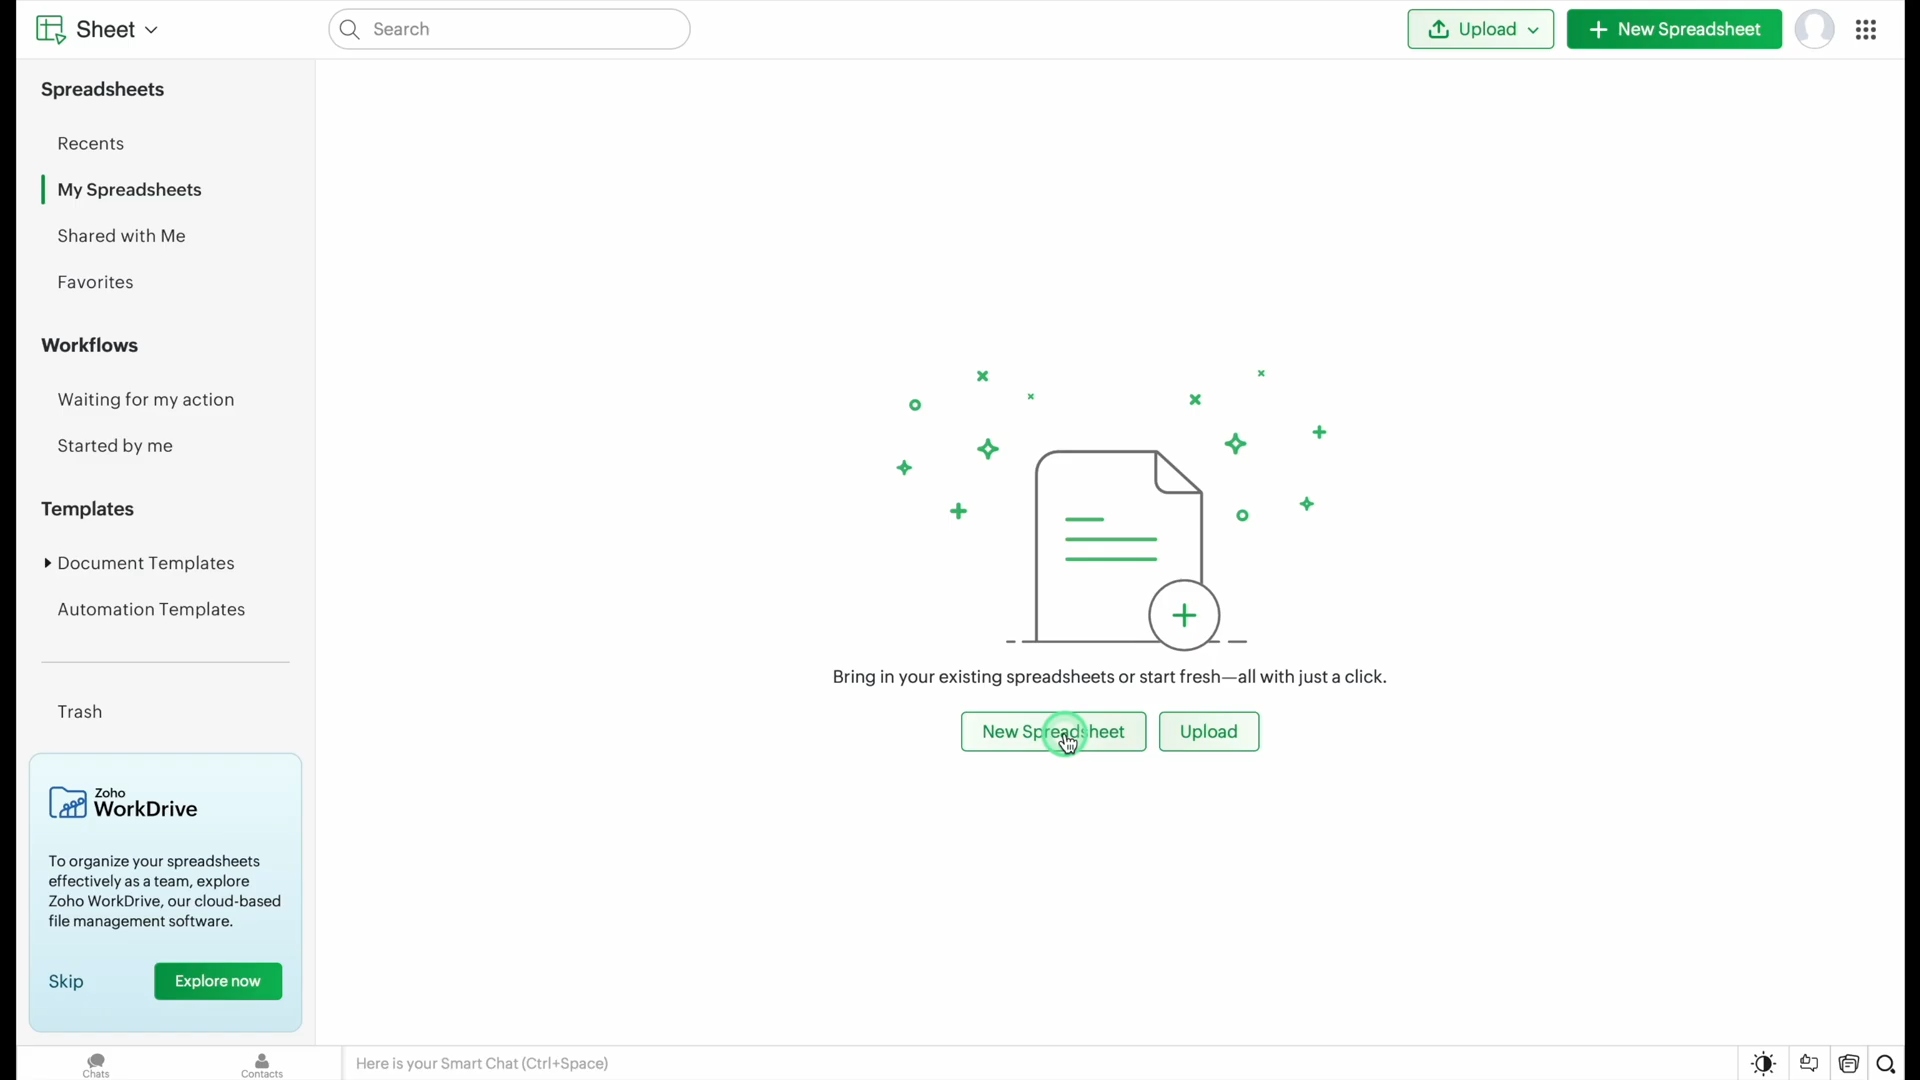 Sheet
Search
Upload
New Spreadsheet
Spreadsheets
Recents
My Spreadsheets
Shared with Me
Favorites
Workflows
Waiting for my action
Started by me
Templates
Document Templates
Automation Templates
Trash
Zoho
WorkDrive
To organize your spreadsheets
effectively as a team, explore
Zoho WorkDrive, our cloud-based
file management software.
Skip
Explore now
Bring in your existing spreadsheets or start fresh—all with just a click.
New Spreadsheet
Upload
Chats
Contacts
Here is your Smart Chat (Ctrl+Space)